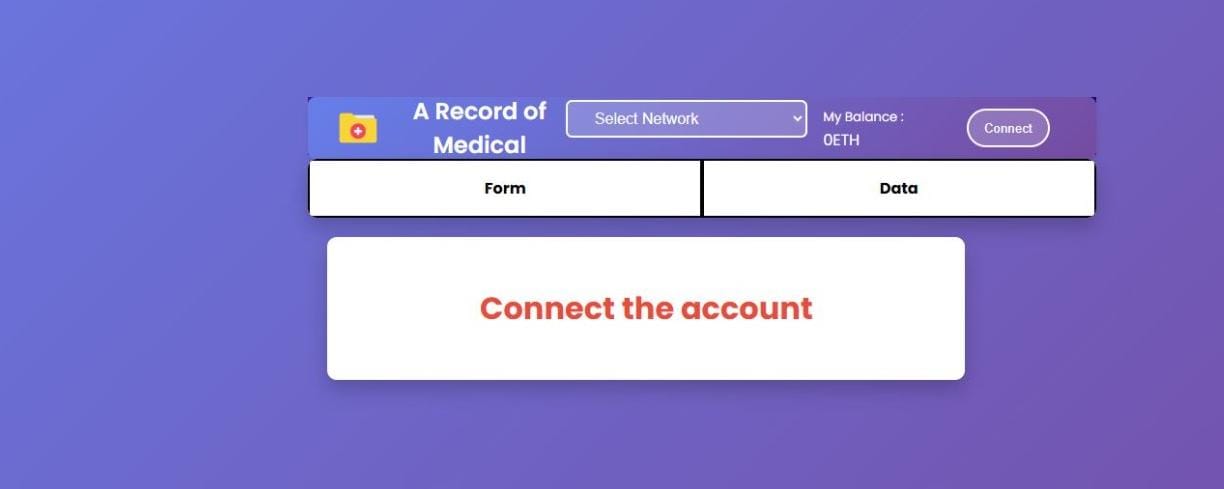 A Record of
Medical
Select Network
My Balance :
0ETH
Connect
Form
Data
Connect the account